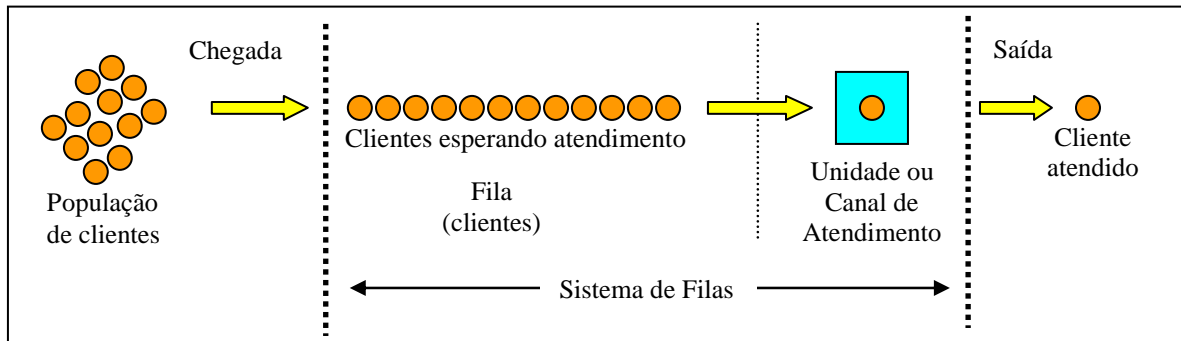 Chegada
Saída
Clientes esperando atendimento
Cliente
atendido
População
de clientes
Fila
(clientes)
Unidade ou
Canal de
Atendimento
Sistema de Filas